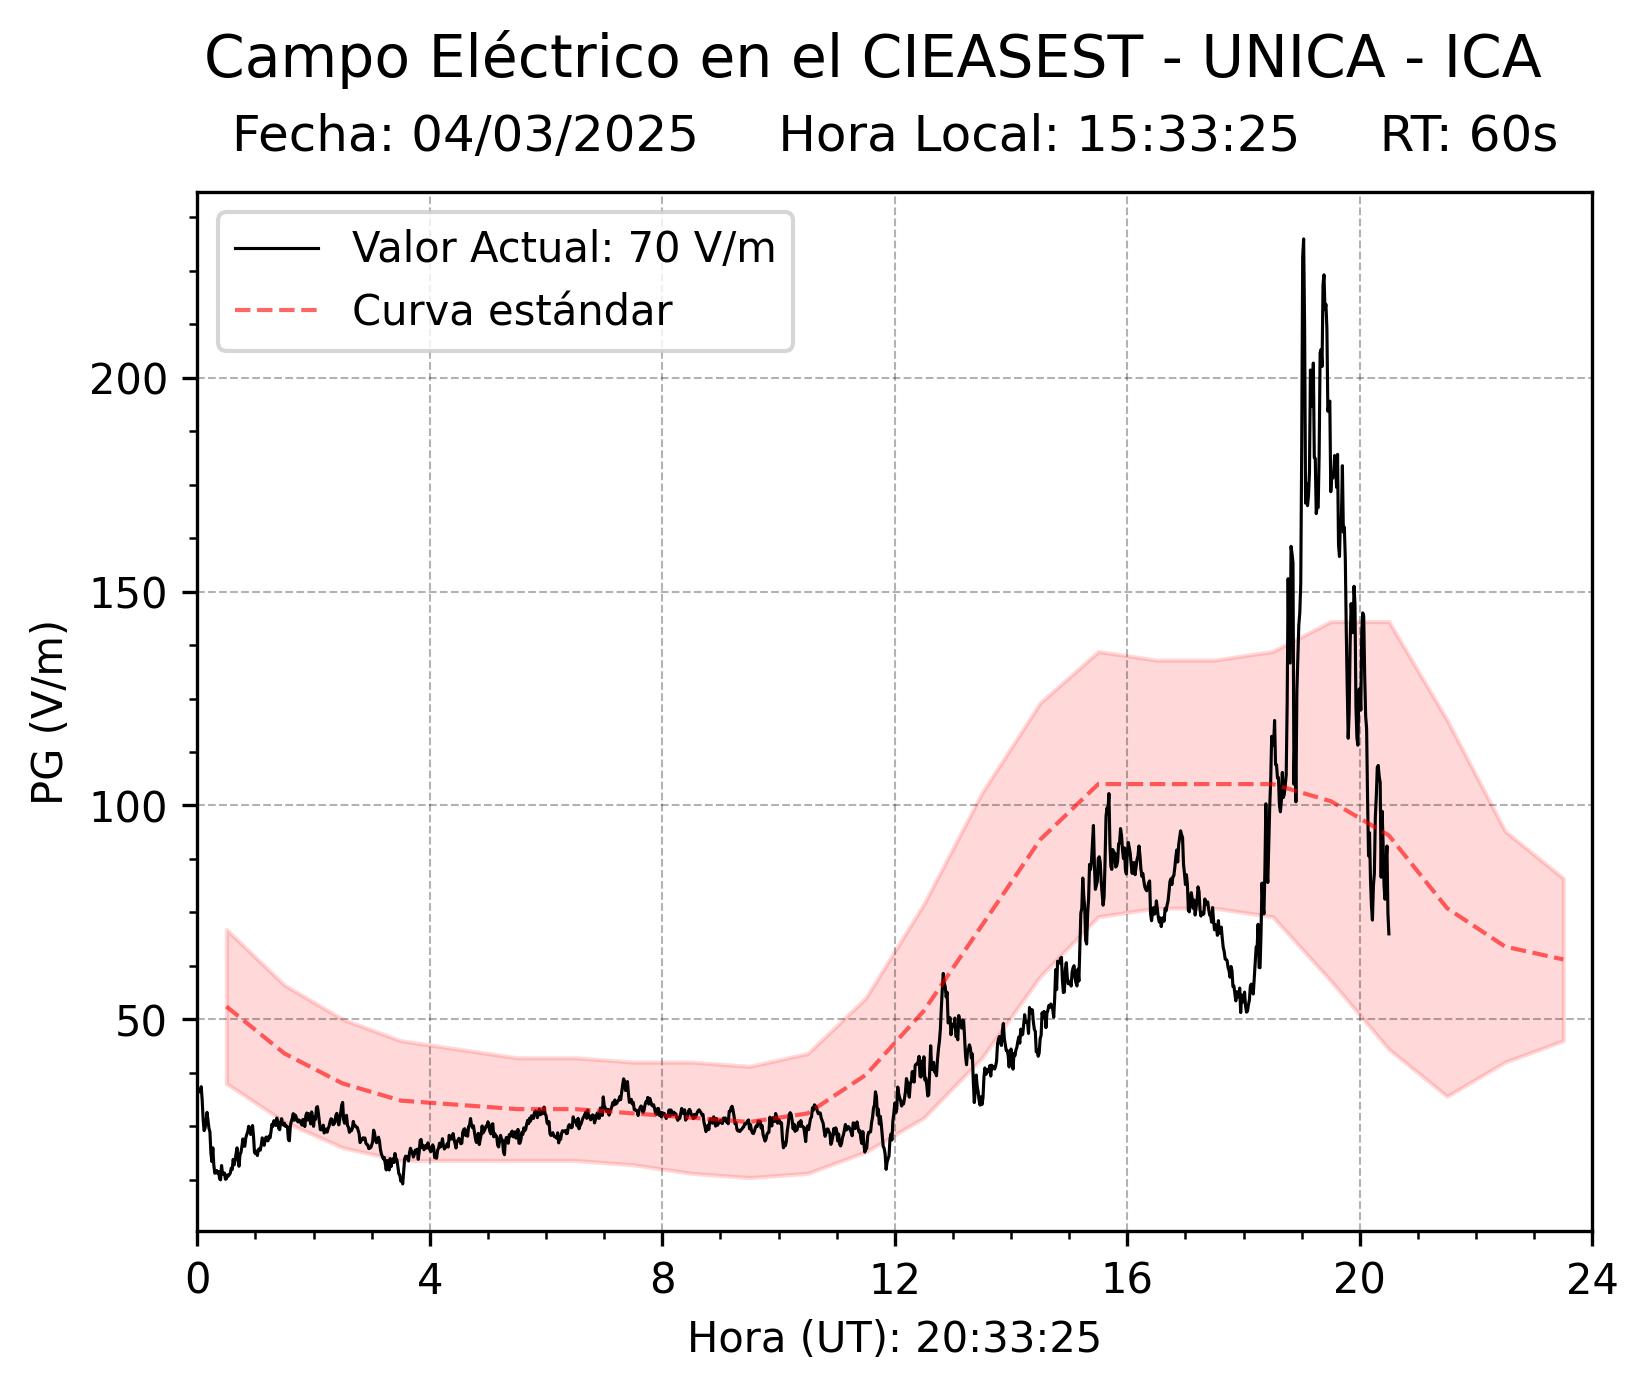 Campo Eléctrico en el CIEASEST - UNICA - ICA
Fecha: 04/03/2025 Hora Local: 15:33:25 RT: 60s
Valor Actual: 70 V/m
Curva estándar
PG (V/m)
200
150
100
50
0 4 8 12 16 20 24
Hora (UT): 20:33:25